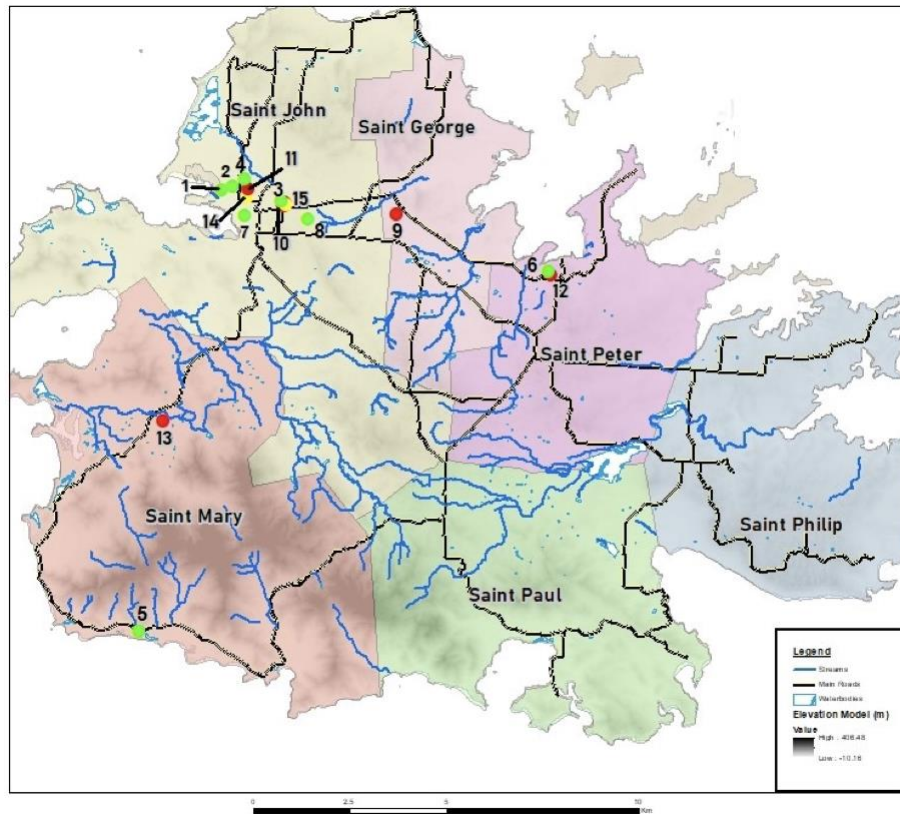 Saint John
Saint George
11
4
2
1
3
15
14
7
10
8
9
6
12
Saint Peter
13
Saint Mary
Saint Philip
Saint Paul
5
Legend
Streams
Main Roads
Waterbodies
Elevation Model (m)
Value
High : 406.48
Low : -10.16
0 2.5 5 10
Km